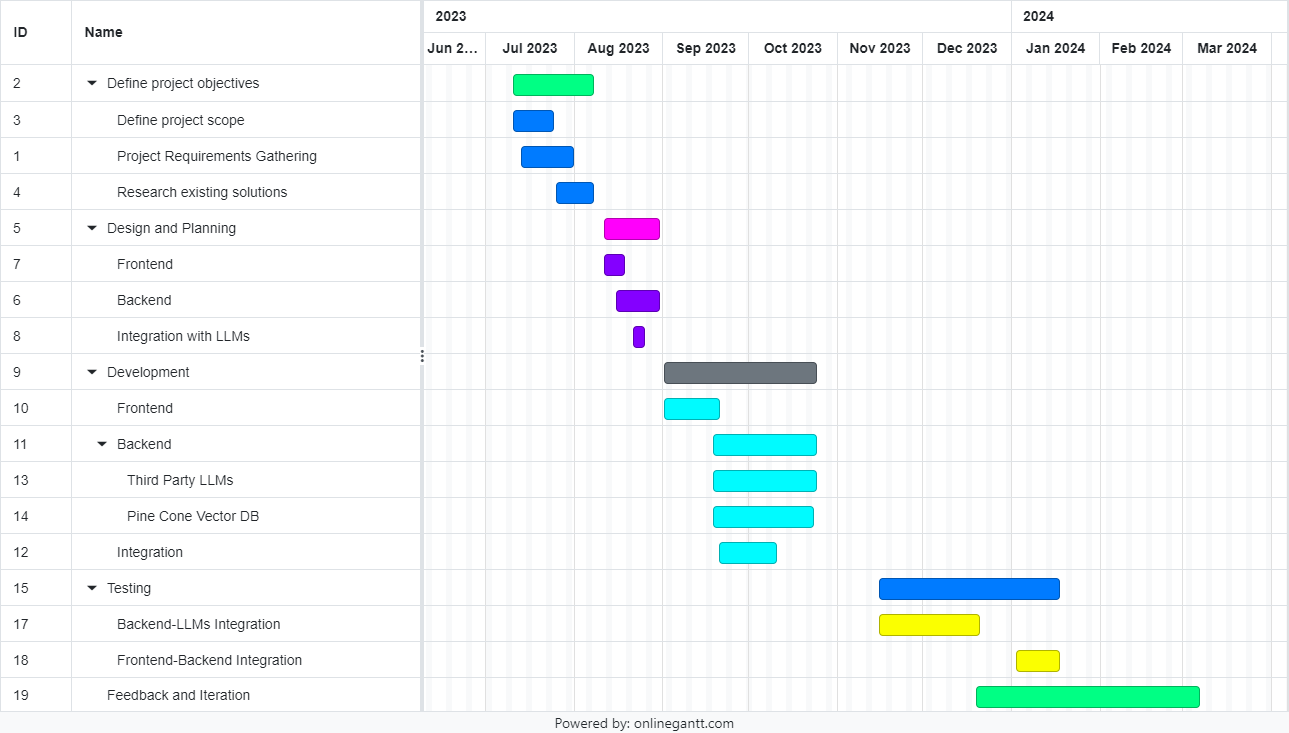 ID Name 2023 2024
Jun 2... Jul 2023 Aug 2023 Sep 2023 Oct 2023 Nov 2023 Dec 2023 Jan 2024 Feb 2024 Mar 2024
2 Define project objectives
3 Define project scope
1 Project Requirements Gathering
4 Research existing solutions
5 Design and Planning
7 Frontend
6 Backend
8 Integration with LLMs
9 Development
10 Frontend
11 Backend
13 Third Party LLMs
14 Pine Cone Vector DB
12 Integration
15 Testing
17 Backend-LLMs Integration
18 Frontend-Backend Integration
19 Feedback and Iteration
Powered by: onlinegantt.com